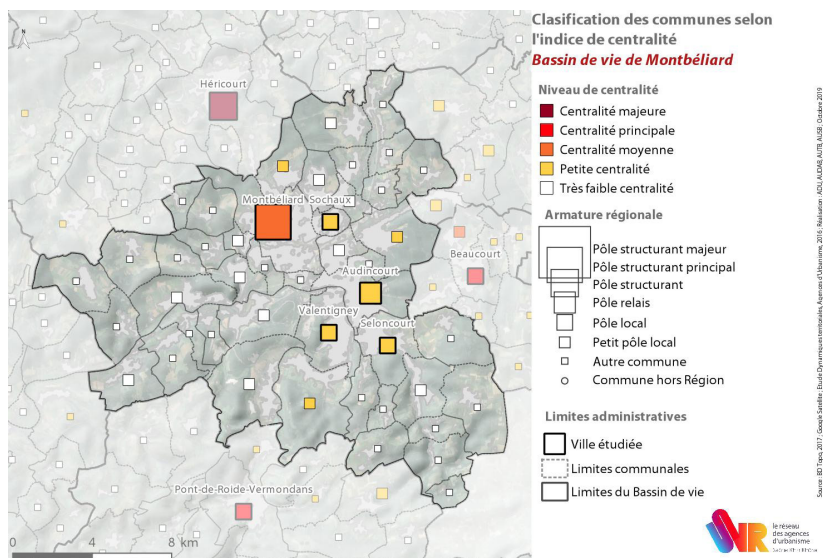 Clasification des communes selon
l'indice de centralité
Bassin de vie de Montbéliard
Niveau de centralité
Centralité majeure
Centralité principale
Centralité moyenne
Petite centralité
Très faible centralité
Armature régionale
Pôle structurant majeur
Pôle structurant principal
Pôle structurant
Pôle relais
Pôle local
Petit pôle local
Autre commune
Commune hors Région
Limites administratives
Ville étudiée
Limites communales
Limites du Bassin de vie
N
Héricourt
Montbéliard Sochaux
Beaucourt
Audincourt
Valentigney
Seloncourt
Pont-de-Roide-Vermondans
0 4 8 km
le réseau
des agences
d'urbanisme